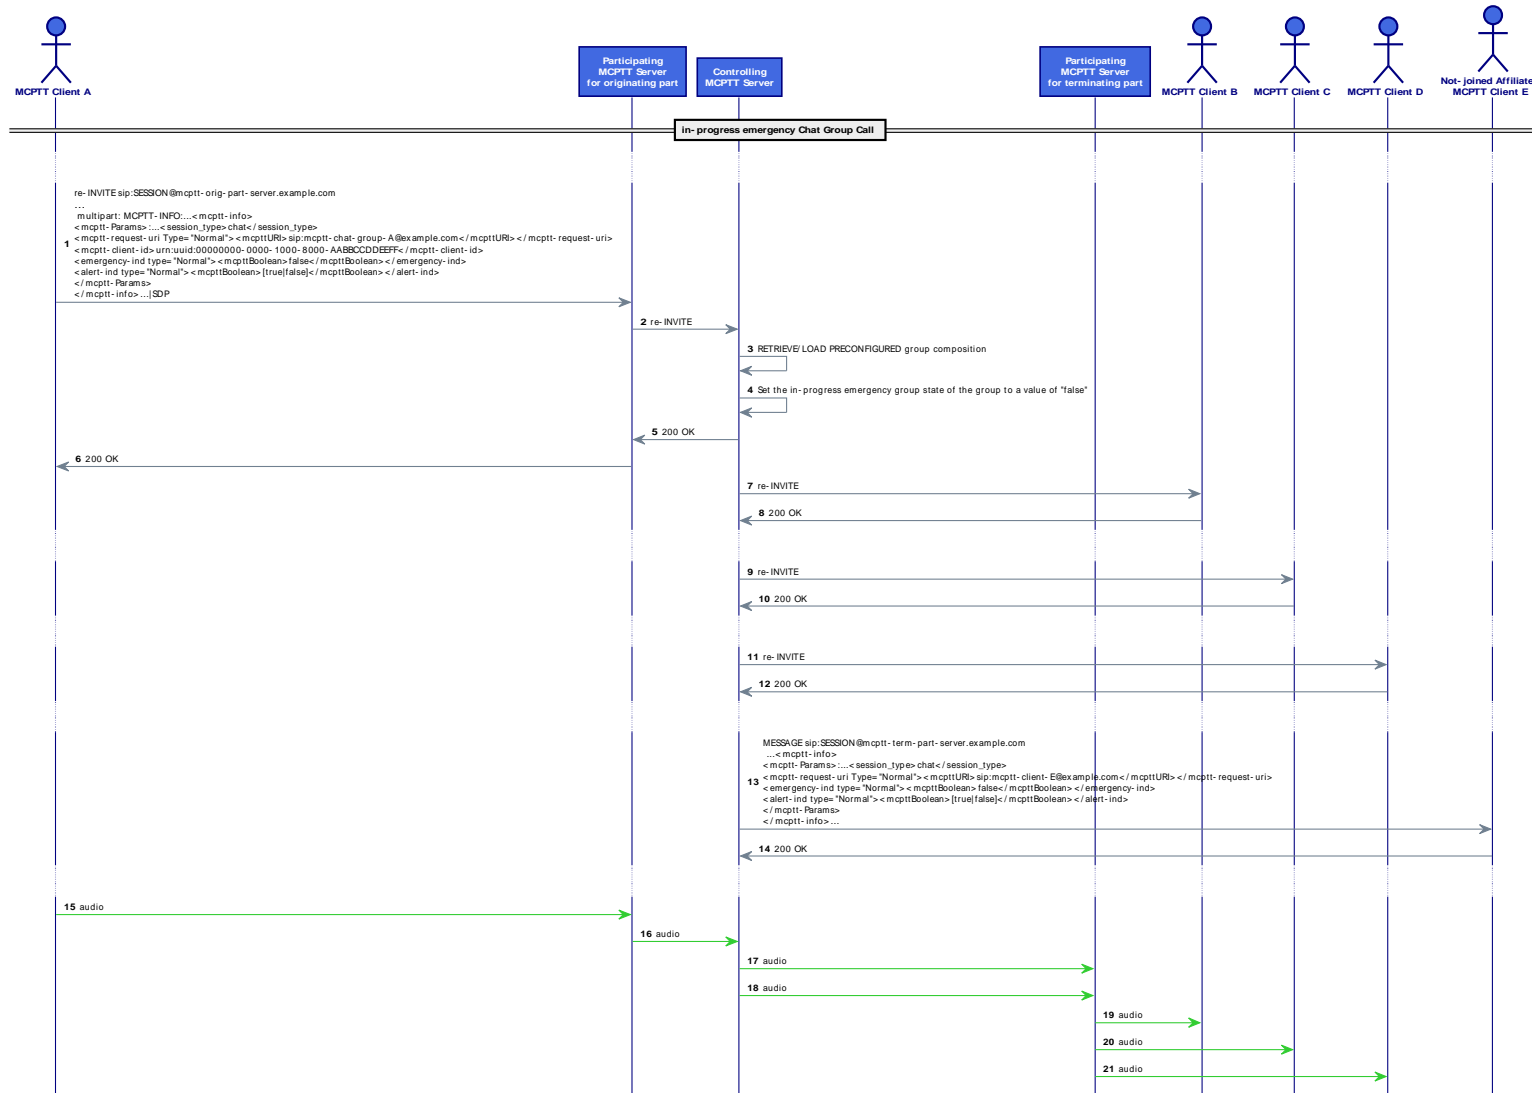 MCPTT Client A
Participating
MCPTT Server
for originating part
Controlling
MCPTT Server
Participating
MCPTT Server
for terminating part
MCPTT Client B
MCPTT Client C
MCPTT Client D
Not-joined Affiliate
MCPTT Client E
in-progress emergency Chat Group Call
re-INVITE sip:SESSION@mcptt-orig-part-server.example.com
...
multipart: MCPTT-INFO:...<mcptt-info>
<mcptt-Params>:...<session_type>chat</session_type>
<mcptt-request-uri Type="Normal"><mcpttURI>sip:mcptt-chat-group-A@example.com</mcpttURI></mcptt-request-uri>
1
<mcptt-client-id>urn:uuid:00000000-0000-1000-8000-AABBCCDDEEFF</mcptt-client-id>
<emergency-ind type="Normal"><mcpttBoolean>false</mcpttBoolean></emergency-ind>
<alert-ind type="Normal"><mcpttBoolean>[true|false]</mcpttBoolean></alert-ind>
</mcptt-Params>
</mcptt-info>...|SDP
2 re-INVITE
3 RETRIEVE/LOAD PRECONFIGURED group composition
4 Set the in-progress emergency group state of the group to a value of "false"
5 200 OK
6 200 OK
7 re-INVITE
8 200 OK
9 re-INVITE
10 200 OK
11 re-INVITE
12 200 OK
MESSAGE sip:SESSION@mcptt-term-part-server.example.com
...<mcptt-info>
<mcptt-Params>:...<session_type>chat</session_type>
<mcptt-request-uri Type="Normal"><mcpttURI>sip:mcptt-client-E@example.com</mcpttURI></mcptt-request-uri>
13
<emergency-ind type="Normal"><mcpttBoolean>false</mcpttBoolean></emergency-ind>
<alert-ind type="Normal"><mcpttBoolean>[true|false]</mcpttBoolean></alert-ind>
</mcptt-Params>
</mcptt-info>...
14 200 OK
15 audio
16 audio
17 audio
18 audio
19 audio
20 audio
21 audio